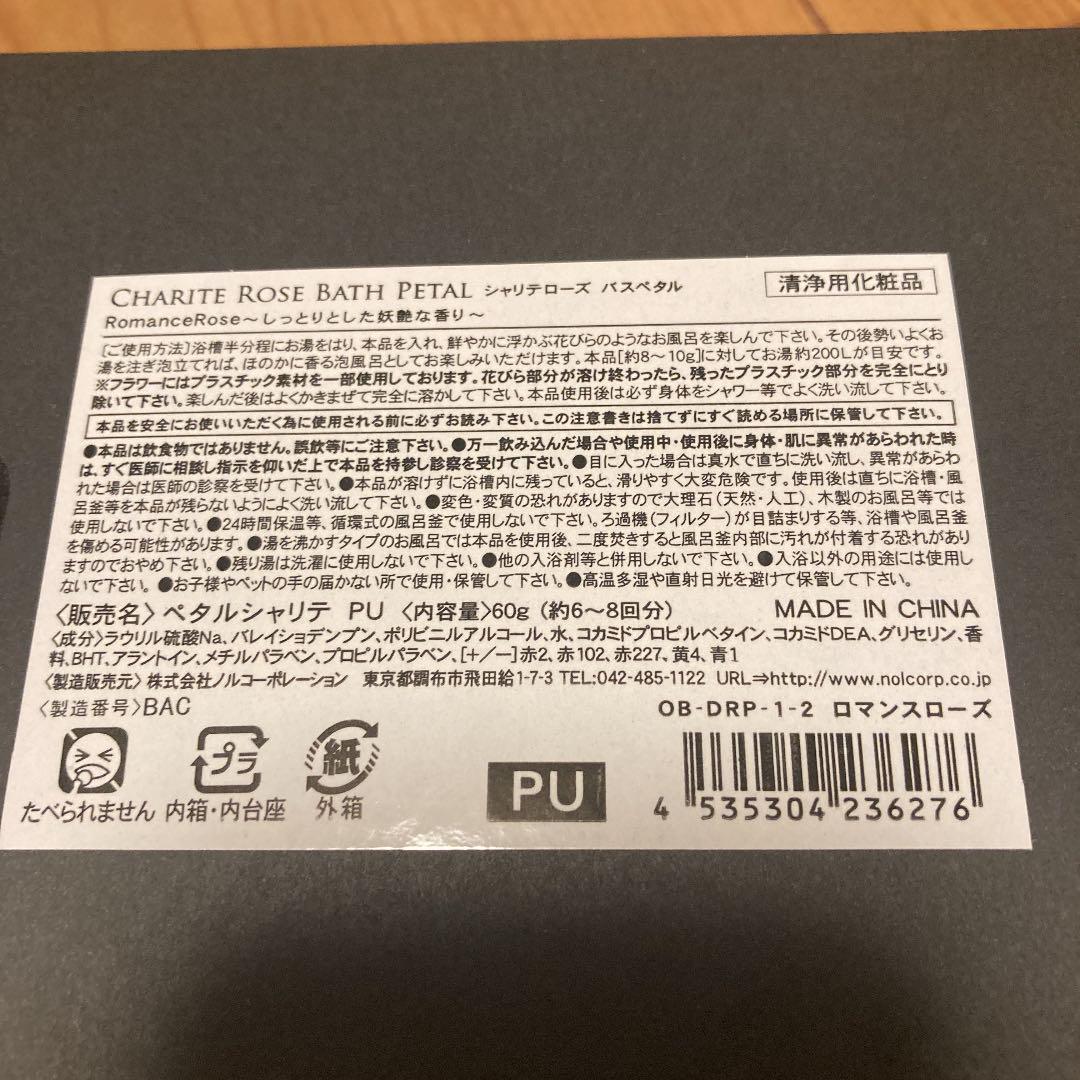 CHARITE ROSE BATH PETAL シャリテローズ バスペタル 清浄用化粧品
RomanceRose～しっとりとした妖艶な香り～
[ご使用方法]浴槽半分程にお湯をはり、本品を入れ、鮮やかに浮かぶ花びらのようなお風呂を楽しんで下さい。その後勢いよくお
湯を注ぎ泡立てれば、ほのかに香る泡風呂としてお楽しみいただけます。本品[約8～10g]に対してお湯約200Lが目安です。
※フラワーにはプラスチック素材を一部使用しております。花びら部分が溶け終わったら、残ったプラスチック部分を完全にとり
除いて下さい。楽しんだ後はよくかきまぜて完全に溶かして下さい。本品使用後は必ず身体をシャワー等でよく洗い流して下さい。
本品を安全にお使いいただく為に使用される前に必ずお読み下さい。この注意書きは捨てずにすぐ読める場所に保管して下さい。
●本品は飲食物ではありません。誤飲等にご注意下さい。●万一飲み込んだ場合や使用中・使用後に身体・肌に異常があらわれた時
は、すぐ医師に相談し指示を仰いだ上で本品を持参し診察を受けて下さい。●目に入った場合は真水で直ちに洗い流し、異常があらわ
れた場合は医師の診察を受けて下さい。●本品が溶けずに浴槽内に残っていると、滑りやすく大変危険です。使用後は直ちに浴槽・風
呂釜等を本品が残らないようによく洗い流して下さい。●変色・変質の恐れがありますので大理石(天然・人工)、木製のお風呂等では
使用しないで下さい。●24時間保温等、循環式の風呂釜で使用しないで下さい。ろ過機(フィルター)が目詰まりする等、浴槽や風呂釜
を傷める可能性があります。●湯を沸かすタイプのお風呂では本品を使用後、二度焚きすると風呂釜内部に汚れが付着する恐れがあり
ますのでおやめ下さい。●残り湯は洗濯に使用しないで下さい。●他の入浴剤等と併用しないで下さい。●入浴以外の用途には使用し
ないで下さい。●お子様やペットの手の届かない所で使用・保管して下さい。●高温多湿や直射日光を避けて保管して下さい。
〈販売名〉ペタルシャリテ PU 〈内容量〉60g(約6～8回分) MADE IN CHINA
〈成分〉ラウリル硫酸Na、バレイショデンプン、ポリビニルアルコール、水、コカミドプロピルベタイン、コカミドDEA、グリセリン、香
料、BHT、アラントイン、メチルパラベン、プロピルパラベン、[+/-]赤2、赤102、赤227、黄4、青1
〈製造販売元〉株式会社ノルコーポレーション 東京都調布市飛田給1-7-3 TEL:042-485-1122 URL⇒http://www.nolcorp.co.jp
〈製造番号〉BAC OB-DRP-1-2 ロマンスローズ
プラ 紙
PU
たべられません 内箱・内台座 外箱
4 535304 236276